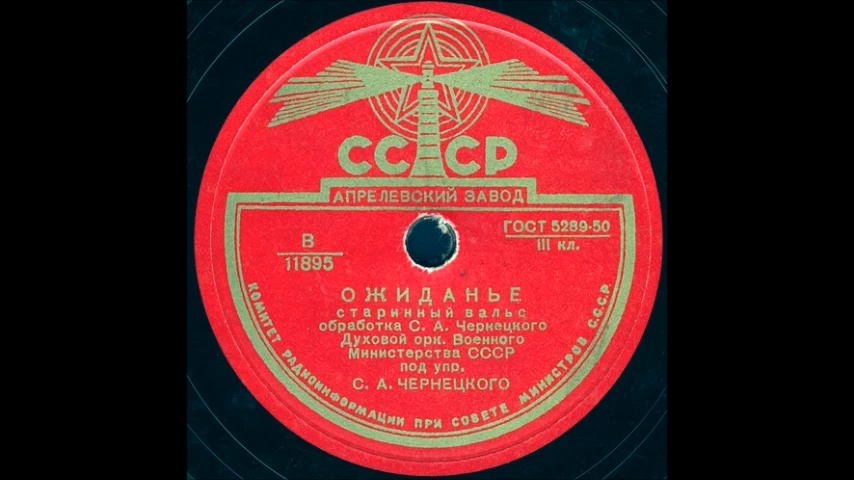 СССР
АПРЕЛЕВСКИЙ ЗАВОД
ГОСТ 5289-50
III кл.
В
11895
ОЖИДАНЬЕ
старинный вальс
обработка С. А. Чернецкого
Духовой орк. Военного
Министерства СССР
под упр.
С. А. ЧЕРНЕЦКОГО
КОМИТЕТ РАДИОИНФОРМАЦИИ ПРИ СОВЕТЕ МИНИСТРОВ С.С.С.Р.